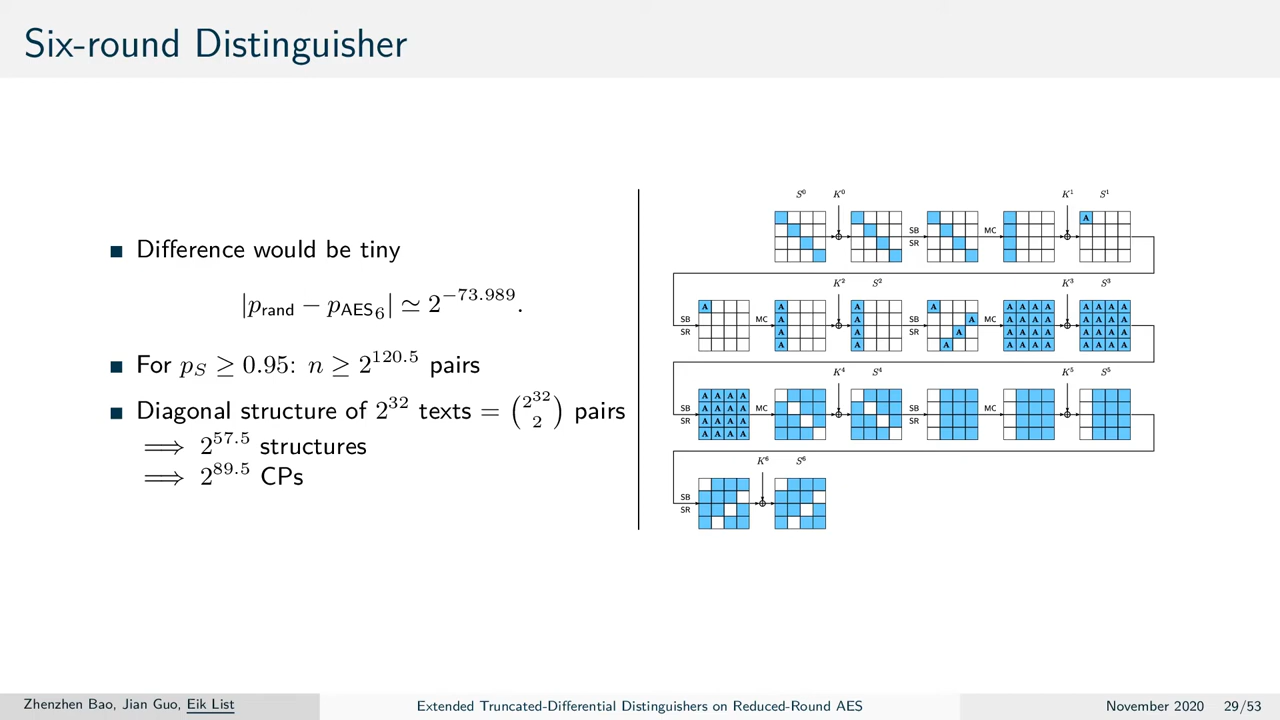 Six-round Distinguisher
Difference would be tiny
|p_rand − p_AES₆| ≃ 2^−73.989.
For p_S ≥ 0.95: n ≥ 2^120.5 pairs
Diagonal structure of 2^32 texts = (2^32 2) pairs
⟹ 2^57.5 structures
⟹ 2^89.5 CPs
S^0 K^0 K^1 S^1
SB SR MC
A
K^2 S^2 K^3 S^3
SB SR MC SB SR MC
A A A A A A A A A
A A A A A A
A A A A A A
A A A A A A A A A A
K^4 S^4 K^5 S^5
SB SR MC SB SR MC
A A A A
A A A A
A A A A
A A A A
K^6 S^6
SB SR
Zhenzhen Bao, Jian Guo, Eik List
Extended Truncated-Differential Distinguishers on Reduced-Round AES
November 2020 29/53